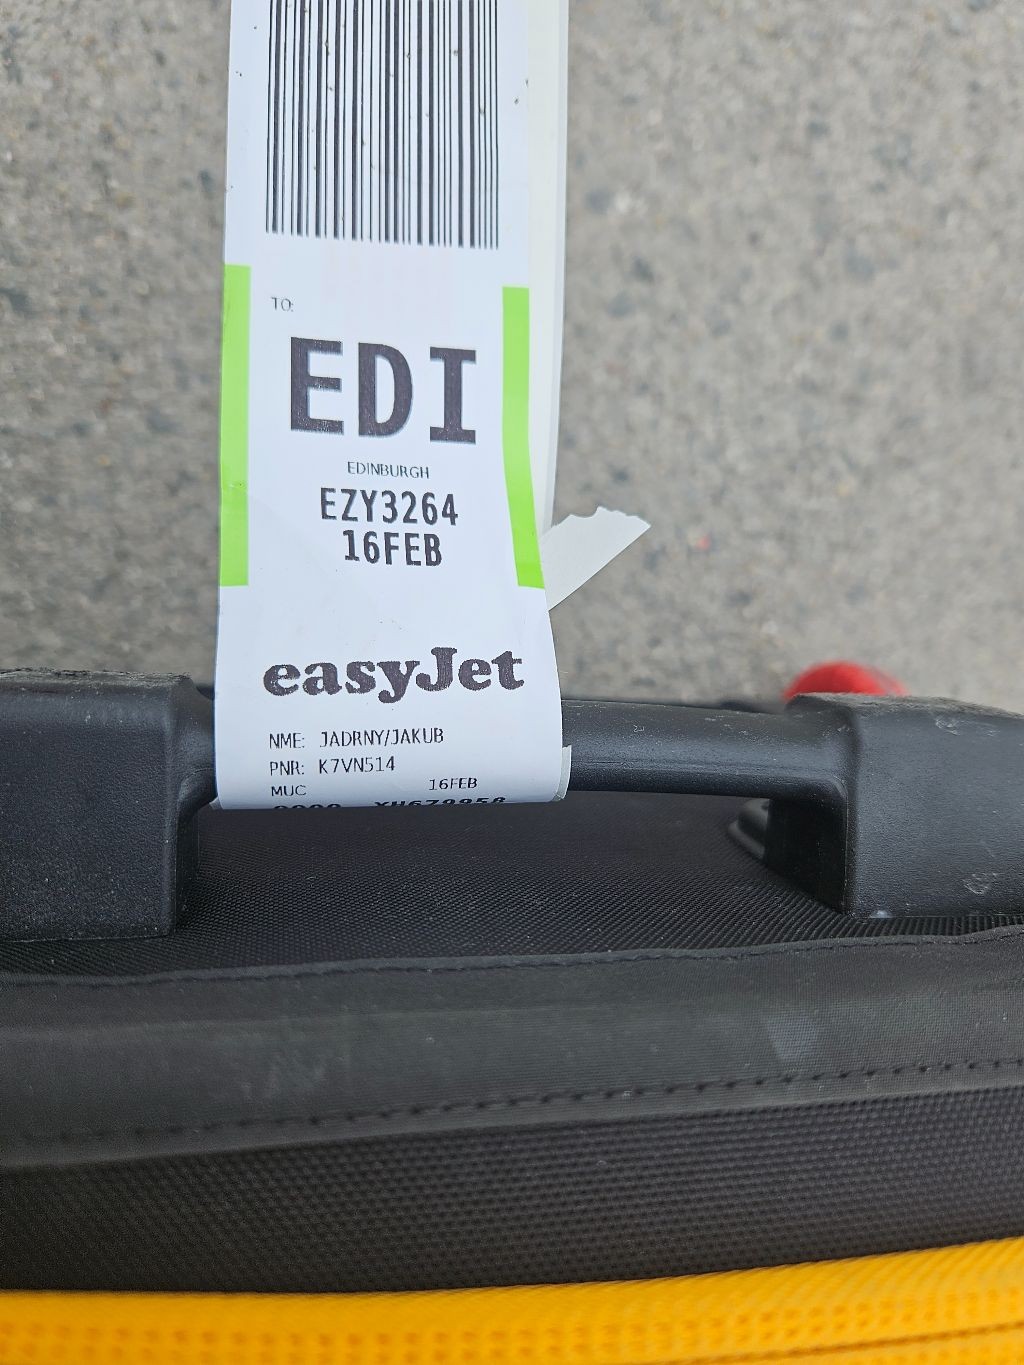 TO:
EDI
EDINBURGH
EZY3264
16FEB
easyJet
NME: JADRNY/JAKUB
PNR: K7VN514
MUC 16FEB